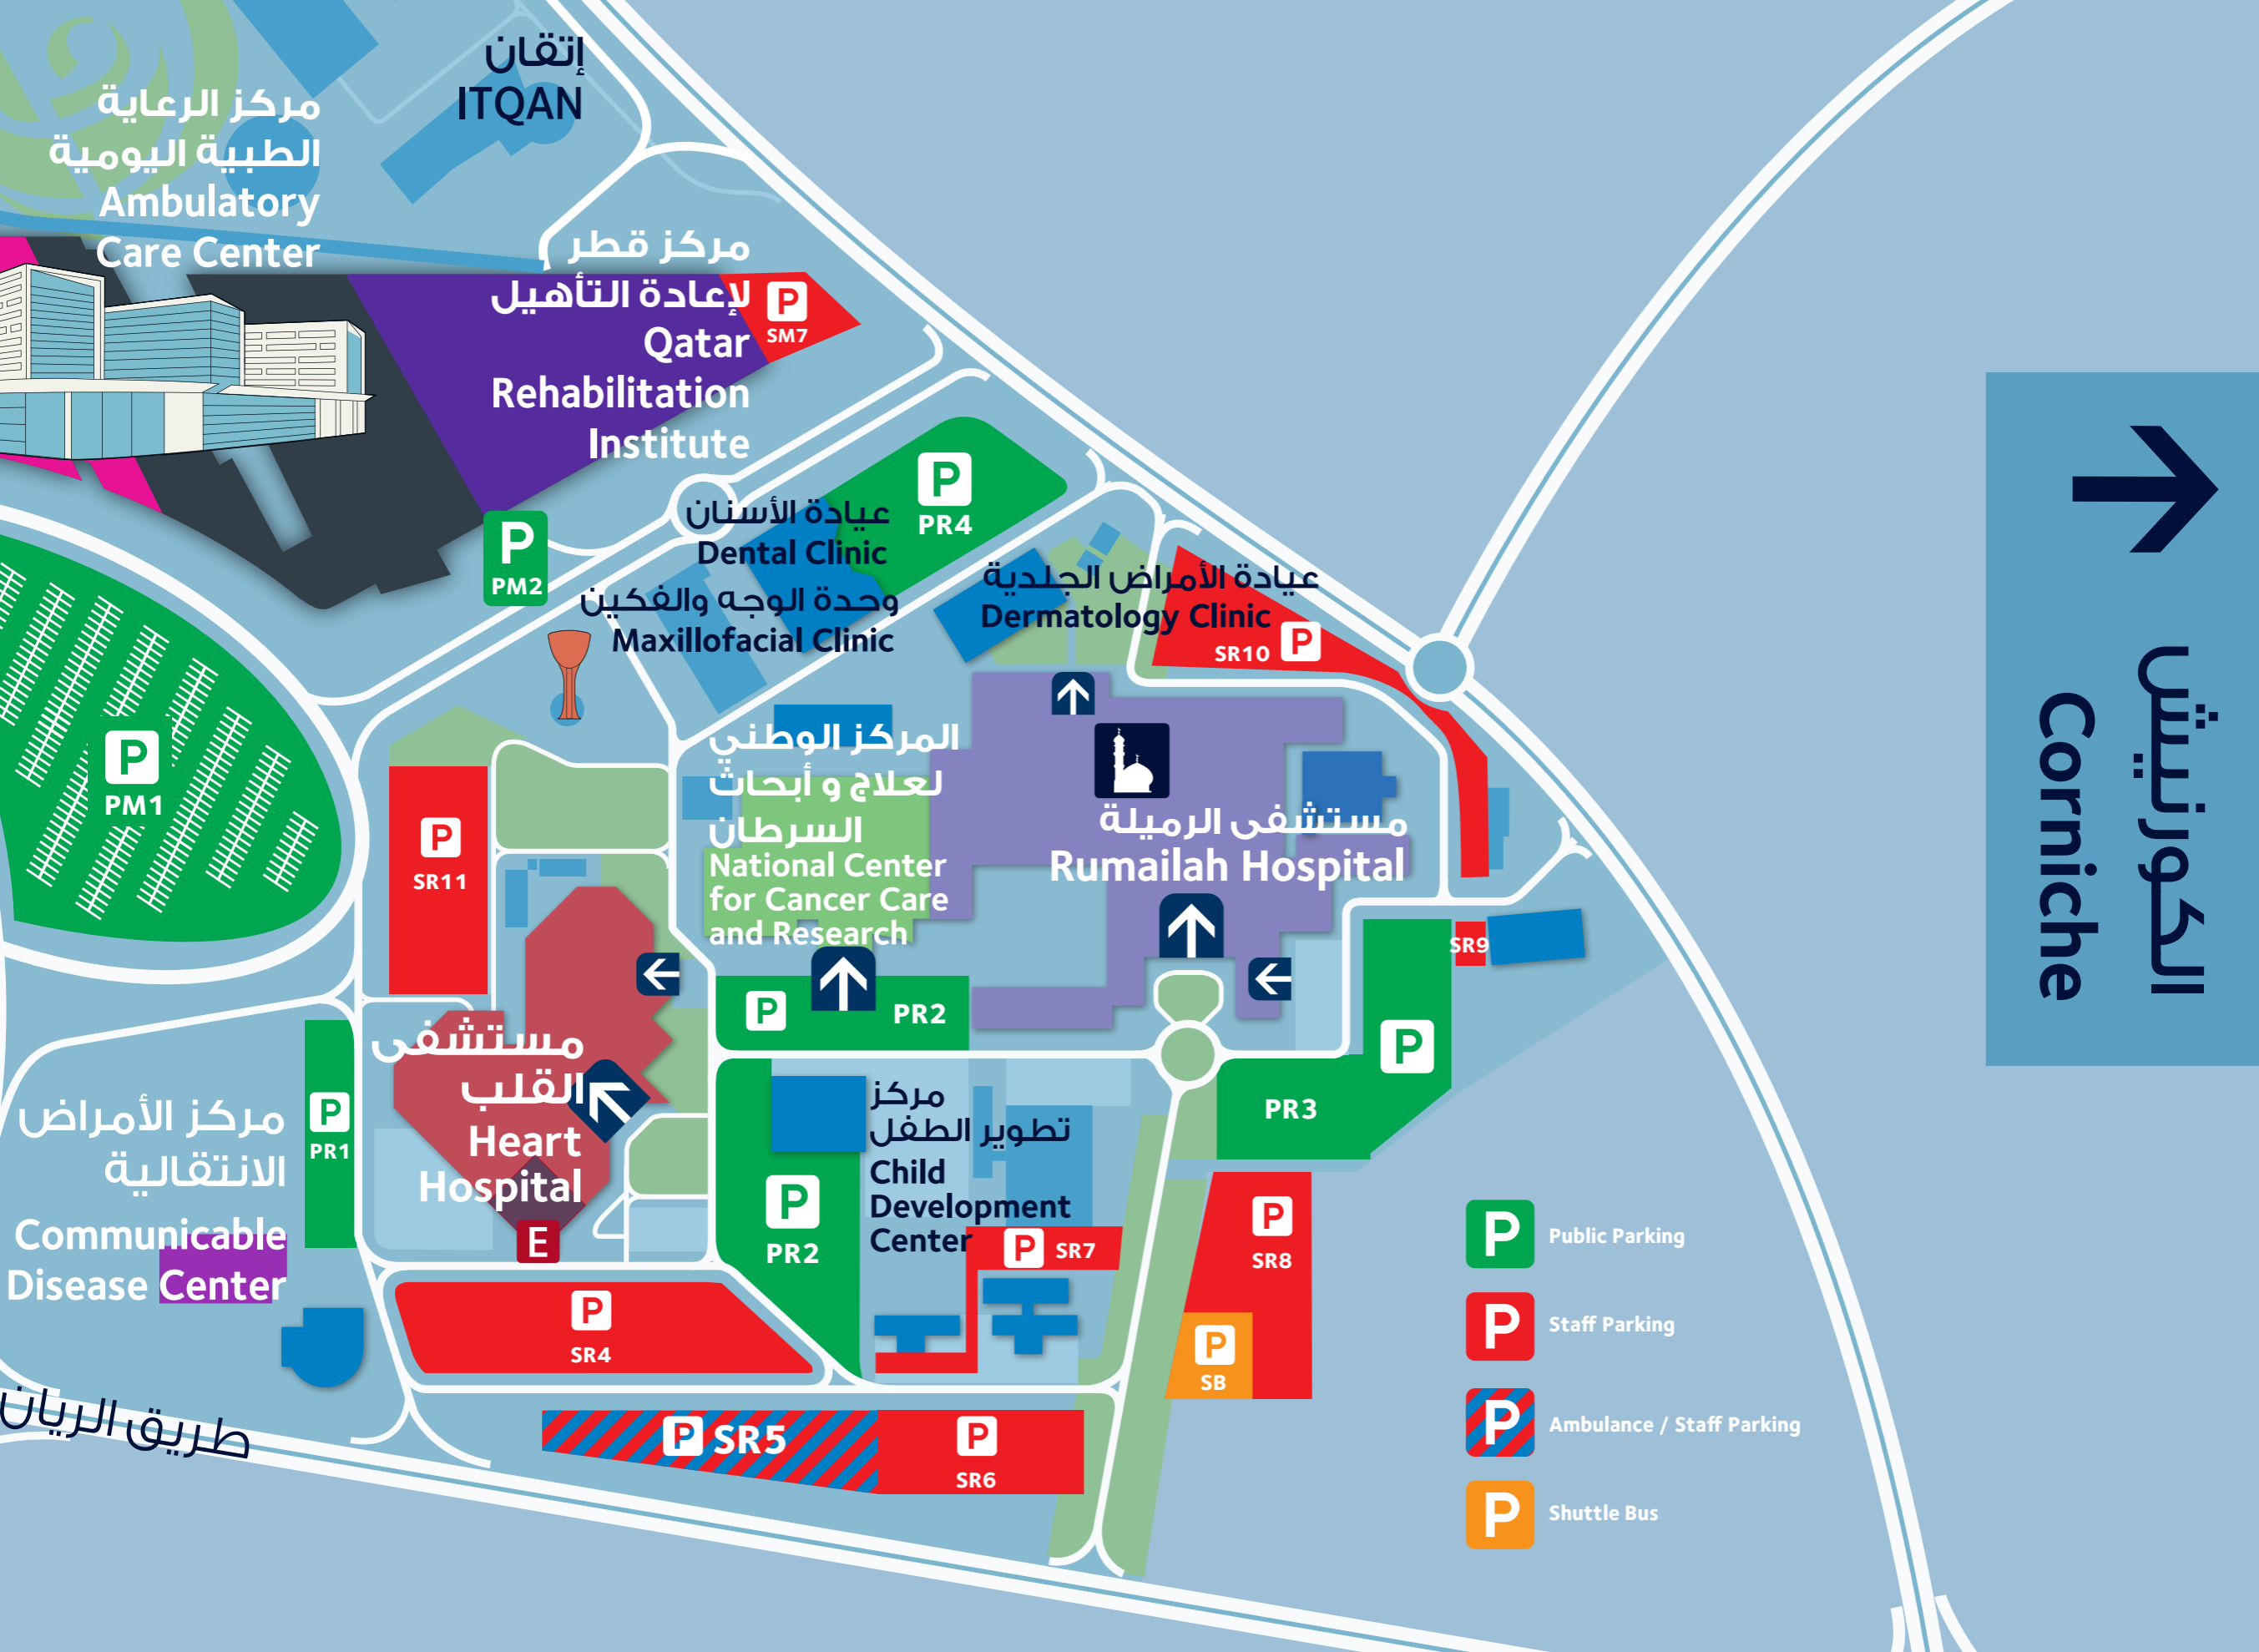 إتقان
ITQAN
مركز الرعاية
الطبية اليومية
Ambulatory
Care Center
مركز قطر
لإعادة التأهيل
Qatar
Rehabilitation
Institute
P
SM7
P
PR4
عيادة الأسنان
Dental Clinic
P
PM2
وحدة الوجه والفكين
Maxillofacial Clinic
عيادة الأمراض الجلدية
Dermatology Clinic
SR10 P
P
PM1
P
SR11
المركز الوطني
لعلاج و أبحاث
السرطان
National Center
for Cancer Care
and Research
مستشفى الرميلة
Rumailah Hospital
الكورنيش
Corniche
SR9
P
PR2
P
PR3
مستشفى
القلب
Heart
Hospital
E
P
PR1
مركز الأمراض
الانتقالية
Communicable
Disease Center
مركز
تطوير الطفل
Child
Development
Center
P
PR2
P SR7
P
SR8
P
SB
P
SR4
P SR5
P
SR6
طريق الريان
P Public Parking
P Staff Parking
P Ambulance / Staff Parking
P Shuttle Bus